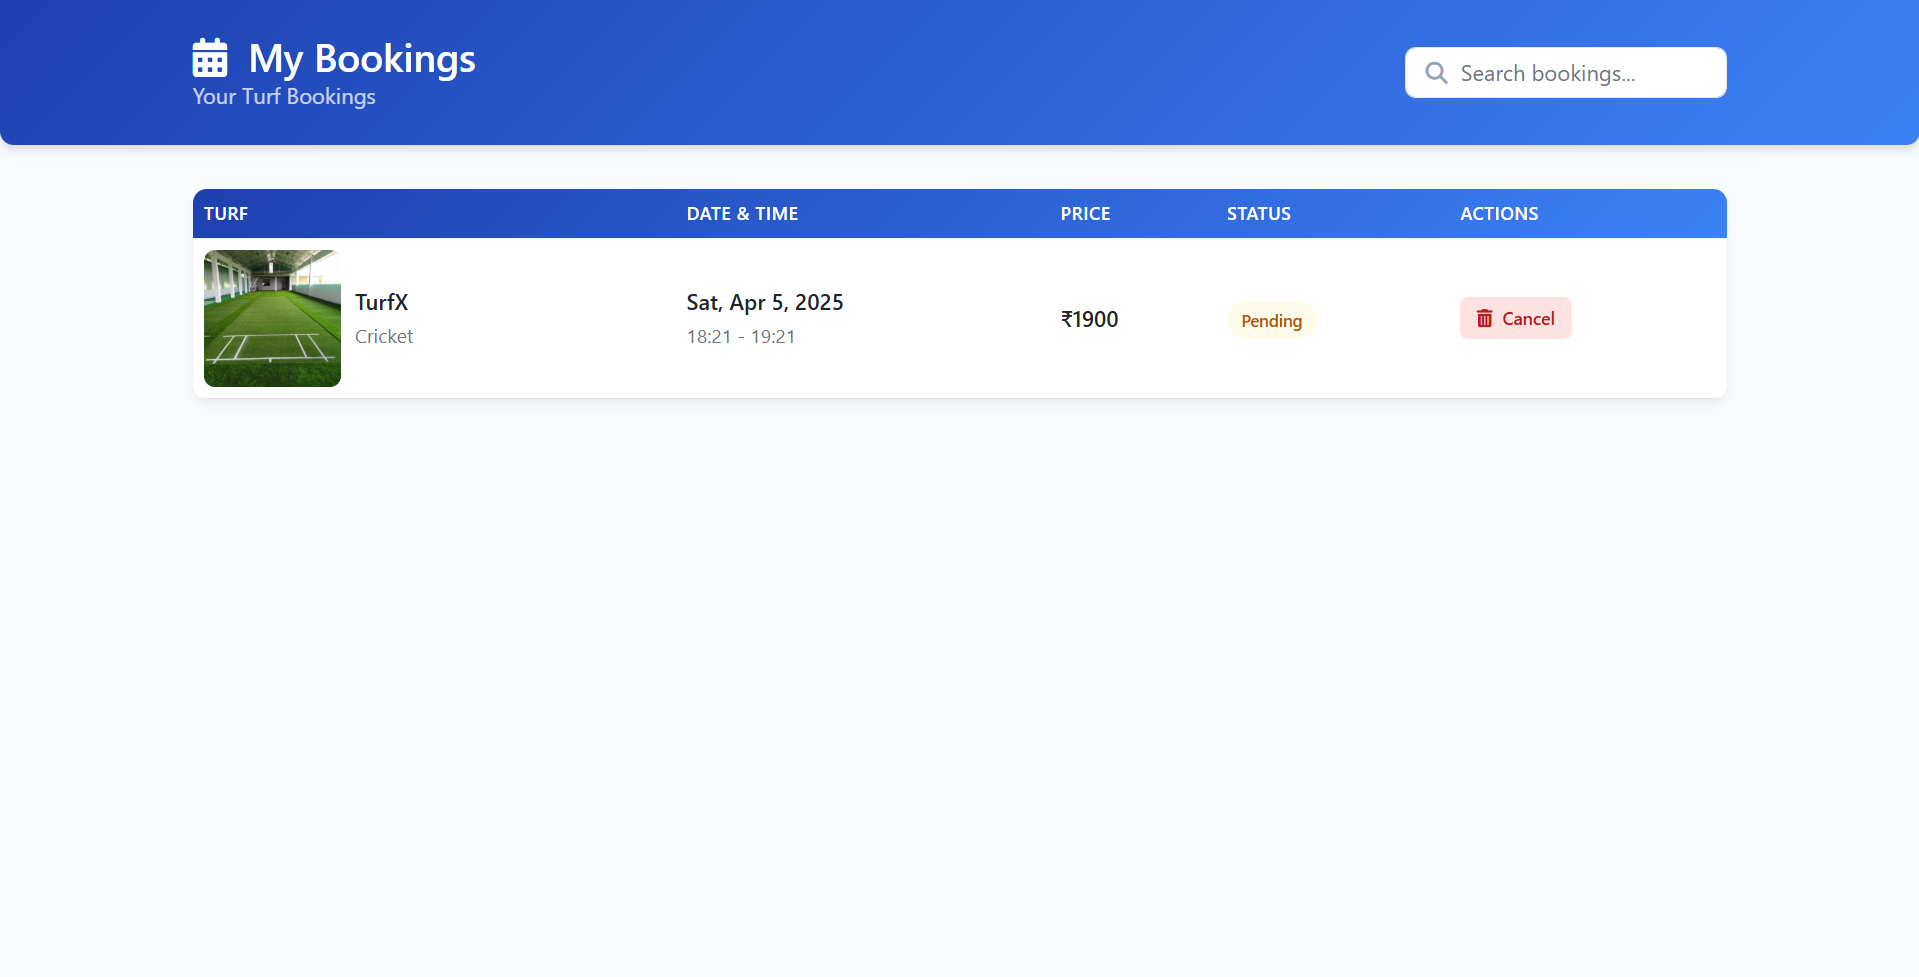 My Bookings
Your Turf Bookings
Search bookings...
TURF DATE & TIME PRICE STATUS ACTIONS
TurfX
Cricket
Sat, Apr 5, 2025
18:21 - 19:21
₹1900
Pending
Cancel